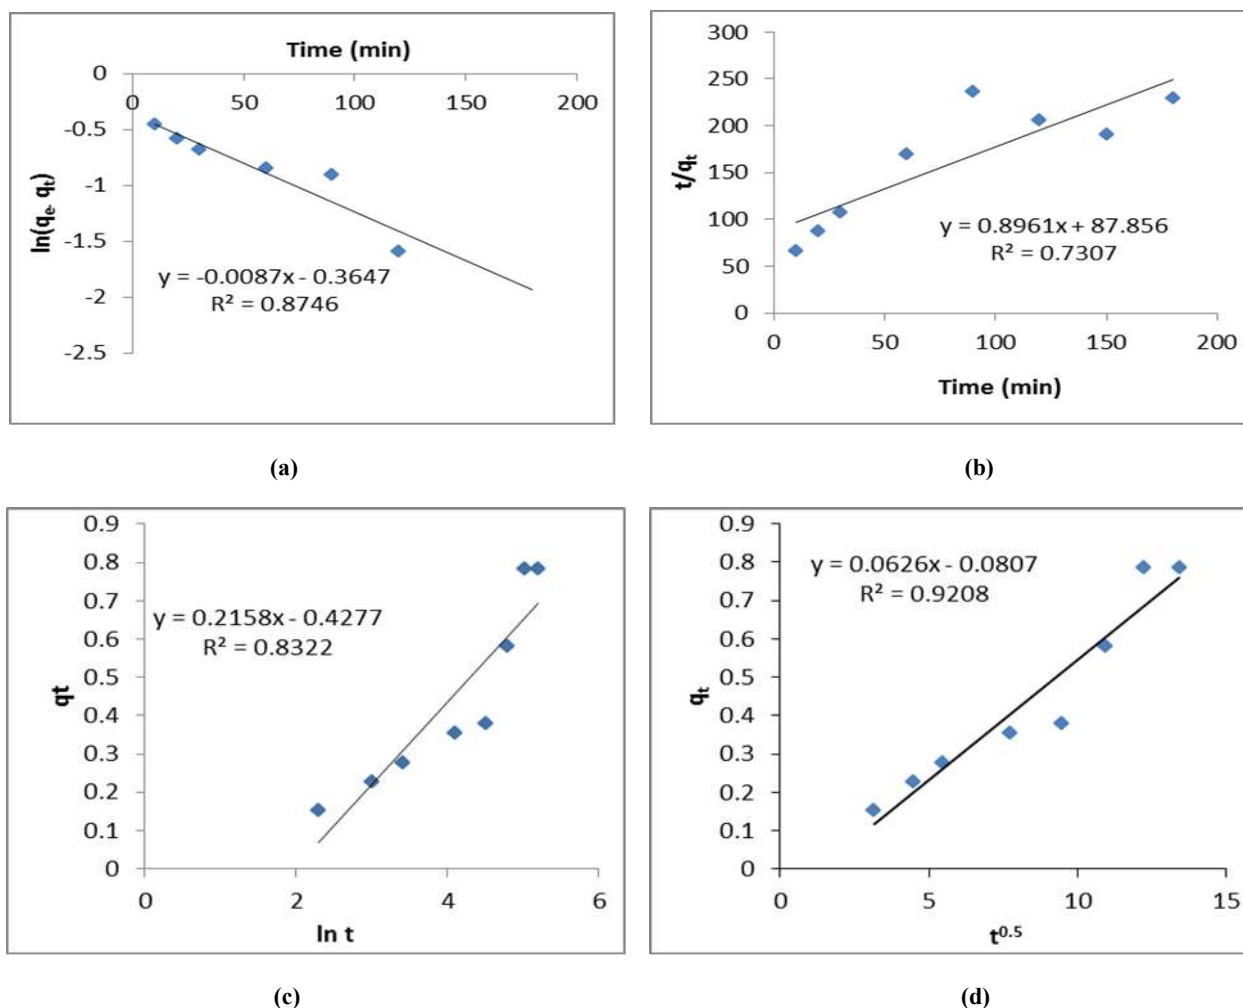 Time (min)
0
0 50 100 150 200
-0.5
-1
-1.5
-2
-2.5
ln(qe- qt)
y = -0.0087x - 0.3647
R² = 0.8746
(a)
300
250
200
150
100
50
0
t/qt
y = 0.8961x + 87.856
R² = 0.7307
0 50 100 150 200
Time (min)
(b)
0.9
0.8
0.7
0.6
0.5
0.4
0.3
0.2
0.1
0
qt
y = 0.2158x - 0.4277
R² = 0.8322
0 2 4 6
ln t
(c)
0.9
0.8
0.7
0.6
0.5
0.4
0.3
0.2
0.1
0
qt
y = 0.0626x - 0.0807
R² = 0.9208
0 5 10 15
t0.5
(d)